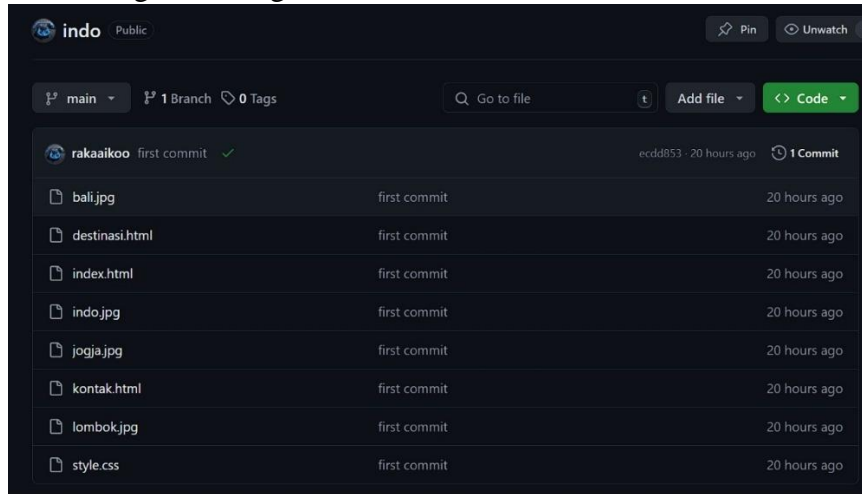 indo Public
Pin Unwatch
main 1 Branch 0 Tags Go to file t Add file <> Code
rakaaikoo first commit ecdd853 · 20 hours ago 1 Commit
bali.jpg first commit 20 hours ago
destinasi.html first commit 20 hours ago
index.html first commit 20 hours ago
indo.jpg first commit 20 hours ago
jogja.jpg first commit 20 hours ago
kontak.html first commit 20 hours ago
lombok.jpg first commit 20 hours ago
style.css first commit 20 hours ago